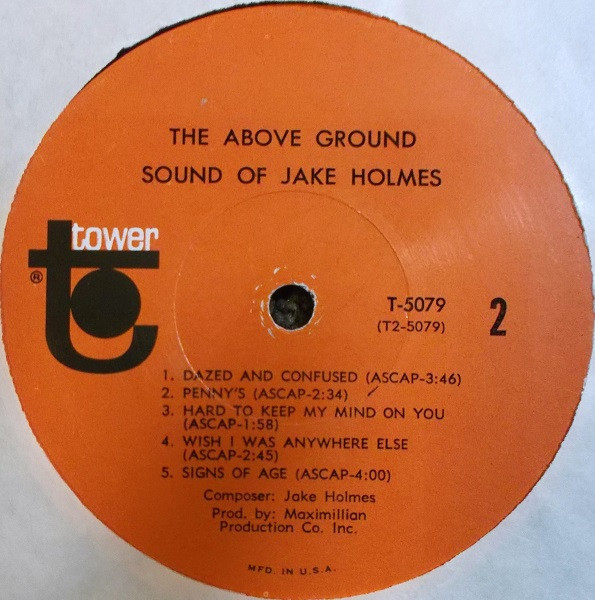 THE ABOVE GROUND
SOUND OF JAKE HOLMES
tower
®
T-5079
2
(T2-5079)
1. DAZED AND CONFUSED (ASCAP-3:46)
2. PENNY'S (ASCAP-2:34)
3. HARD TO KEEP MY MIND ON YOU
(ASCAP-1:58)
4. WISH I WAS ANYWHERE ELSE
(ASCAP-2:45)
5. SIGNS OF AGE (ASCAP-4:00)
Composer: Jake Holmes
Prod. by: Maximillian
Production Co. Inc.
MFD. IN U.S.A.